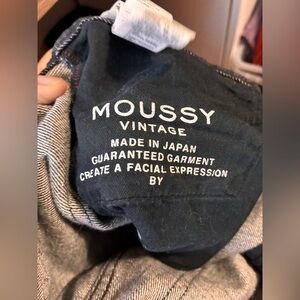 MOUSSY
VINTAGE
MADE IN JAPAN
GUARANTEED GARMENT
CREATE A FACIAL EXPRESSION
BY